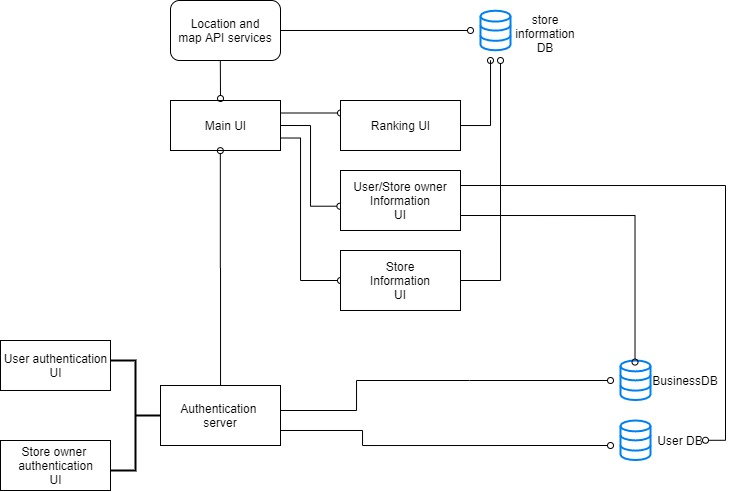 Location and
map API services
store
information
DB
Main UI
Ranking UI
User/Store owner
Information
UI
Store
Information
UI
User authentication
UI
Authentication
server
BusinessDB
User DB
Store owner
authentication
UI